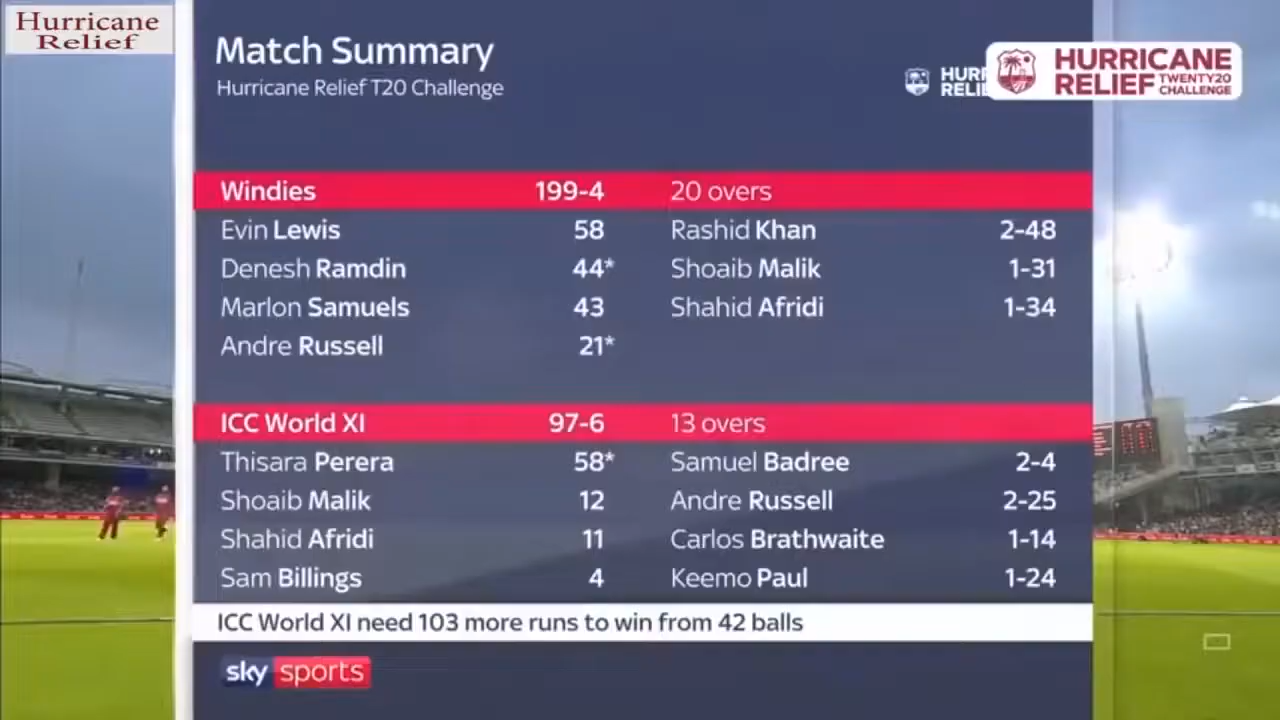 Hurricane
Relief
Match Summary
Hurricane Relief T20 Challenge
HURRICANE
RELIEF TWENTY20
CHALLENGE
Windies 199-4 20 overs
Evin Lewis 58 Rashid Khan 2-48
Denesh Ramdin 44* Shoaib Malik 1-31
Marlon Samuels 43 Shahid Afridi 1-34
Andre Russell 21*
ICC World XI 97-6 13 overs
Thisara Perera 58* Samuel Badree 2-4
Shoaib Malik 12 Andre Russell 2-25
Shahid Afridi 11 Carlos Brathwaite 1-14
Sam Billings 4 Keemo Paul 1-24
ICC World XI need 103 more runs to win from 42 balls
sky sports